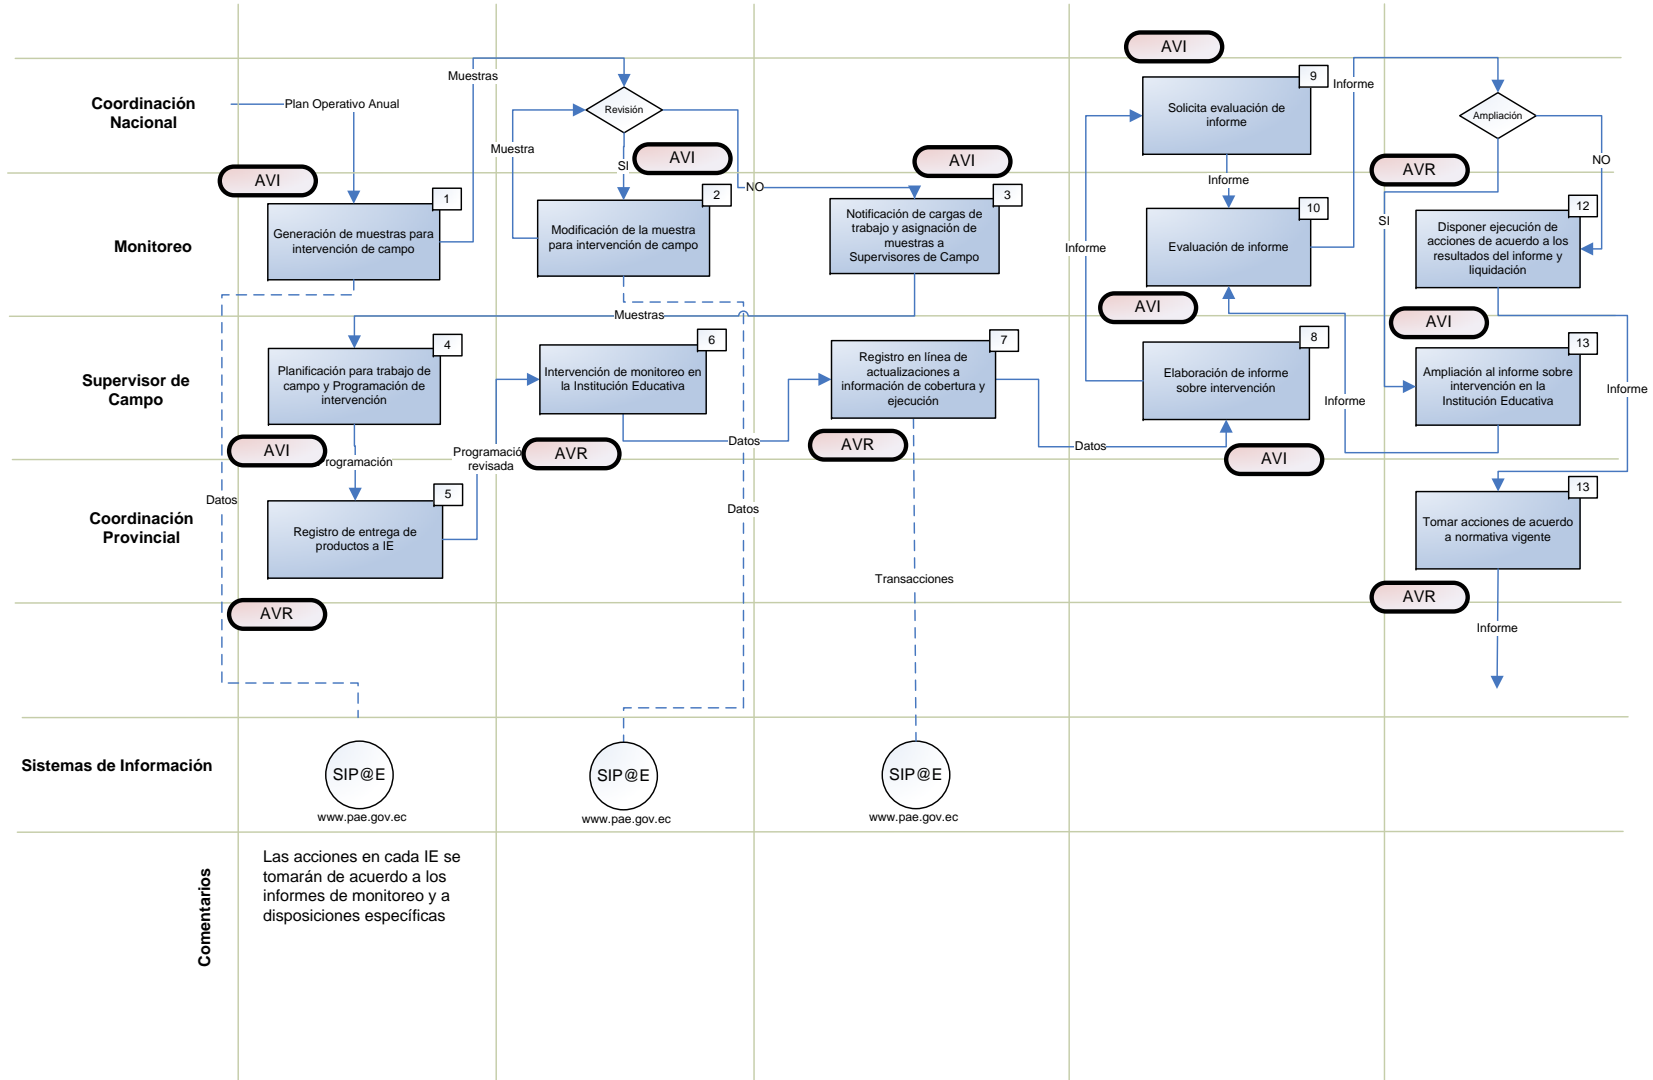 AVI
Coordinación
Nacional
Plan Operativo Anual
Muestras
Revisión
Muestra
SI
AVI
NO
AVI
9
Solicita evaluación de
informe
Informe
Informe
Ampliación
NO
AVR
SI
Monitoreo
AVI
1
Generación de muestras para
intervención de campo
2
Modificación de la muestra
para intervención de campo
3
Notificación de cargas de
trabajo y asignación de
muestras a
Supervisores de Campo
Informe
10
Evaluación de informe
12
Disponer ejecución de
acciones de acuerdo a los
resultados del informe y
liquidación
AVI
AVI
Muestras
Supervisor de
Campo
4
Planificación para trabajo de
campo y Programación de
intervención
6
Intervención de monitoreo en
la Institución Educativa
7
Registro en línea de
actualizaciones a
información de cobertura y
ejecución
8
Elaboración de informe
sobre intervención
Informe
13
Ampliación al informe sobre
intervención en la
Institución Educativa
Informe
AVI
rogramación
Programació
revisada
AVR
Datos
AVR
Datos
AVI
Coordinación
Provincial
Datos
5
Registro de entrega de
productos a IE
Datos
Transacciones
13
Tomar acciones de acuerdo
a normativa vigente
AVR
AVR
Informe
Sistemas de Información
SIP@E
www.pae.gov.ec
SIP@E
www.pae.gov.ec
SIP@E
www.pae.gov.ec
Comentarios
Las acciones en cada IE se
tomarán de acuerdo a los
informes de monitoreo y a
disposiciones específicas